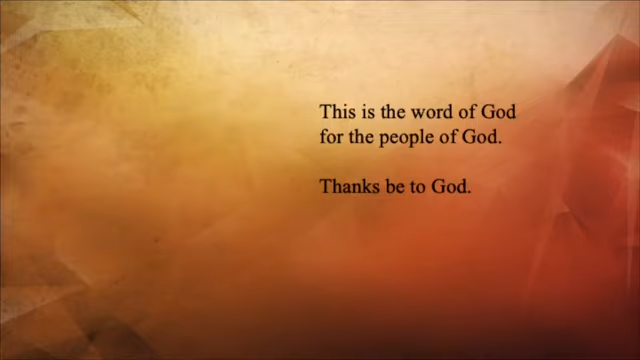 This is the word of God
for the people of God.
Thanks be to God.